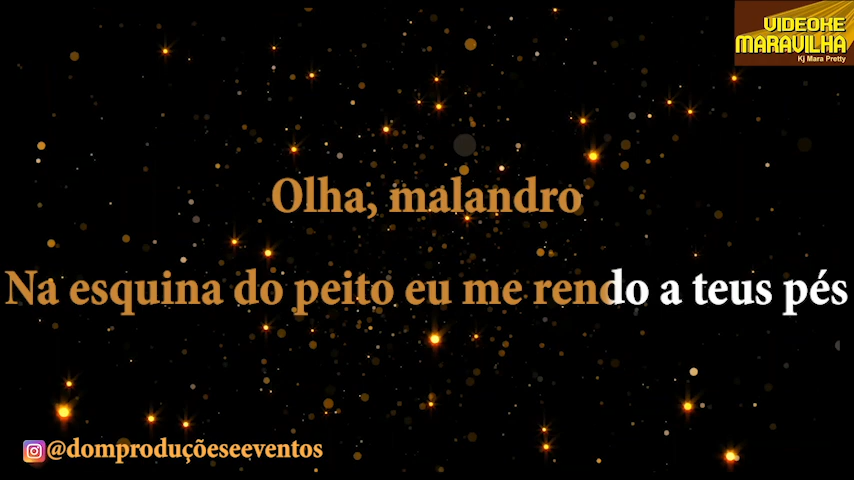 VIDEOKE
MARAVILHA
Kj Mara Pretty
Olha, malandro
Na esquina do peito eu me rendo a teus pés
@domproduçõeseeventos